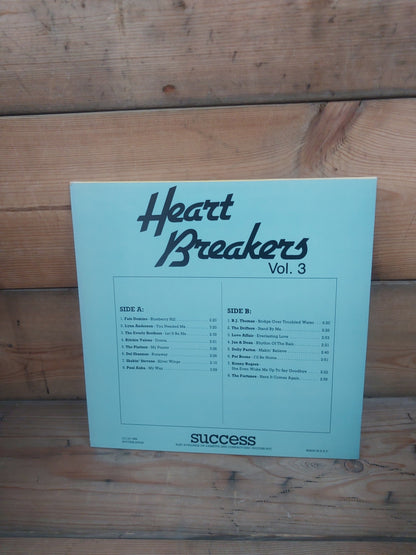 Heart
Breakers
Vol. 3
SIDE A:
1. Fats Domino - Blueberry Hill
2. Lynn Anderson - You Needed Me
3. The Everly Brothers - Let It Be Me
4. Ritchie Valens - Donna
5. The Platters - My Prayer
6. Del Shannon - Runaway
7. Shakin' Stevens - Silver Wings
8. Paul Anka - My Way
SIDE B:
1. B.J. Thomas - Bridge Over Troubled Water
2. The Drifters - Stand By Me
3. Love Affair - Everlasting Love
4. Jan & Dean - Rhythm Of The Rain
5. Dolly Parton - Makin' Believe
6. Pat Boone - I'll Be Home
7. Kenny Rogers
She Even Woke Me Up To Say Goodbye
8. The Fortunes - Here It Comes Again
success